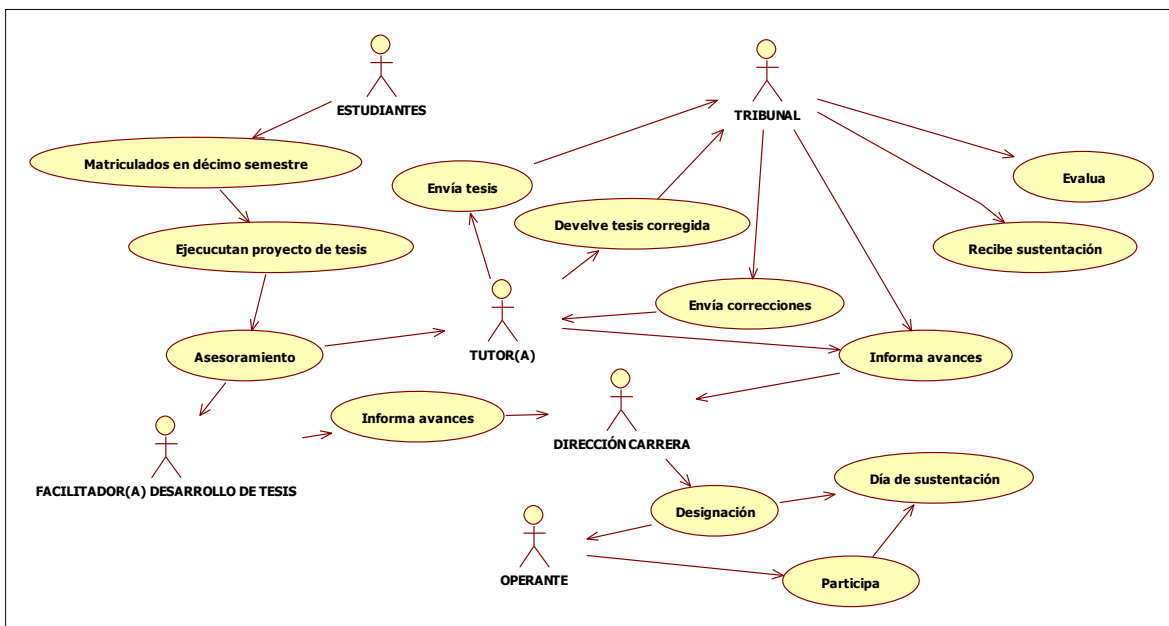 ESTUDIANTES
TRIBUNAL
Matriculados en décimo semestre
Envía tesis
Evalua
Develve tesis corregida
Ejecucutan proyecto de tesis
Recibe sustentación
Envía correcciones
Asesoramiento
TUTOR(A)
Informa avances
Informa avances
DIRECCIÓN CARRERA
FACILITADOR(A) DESARROLLO DE TESIS
Día de sustentación
Designación
OPERANTE
Participa